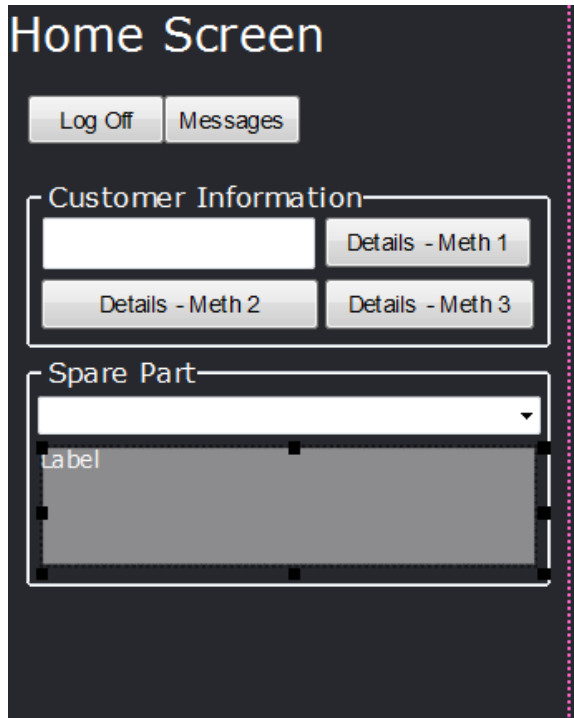 Home Screen
Log Off Messages
Customer Information
Details - Meth 1
Details - Meth 2 Details - Meth 3
Spare Part
Label